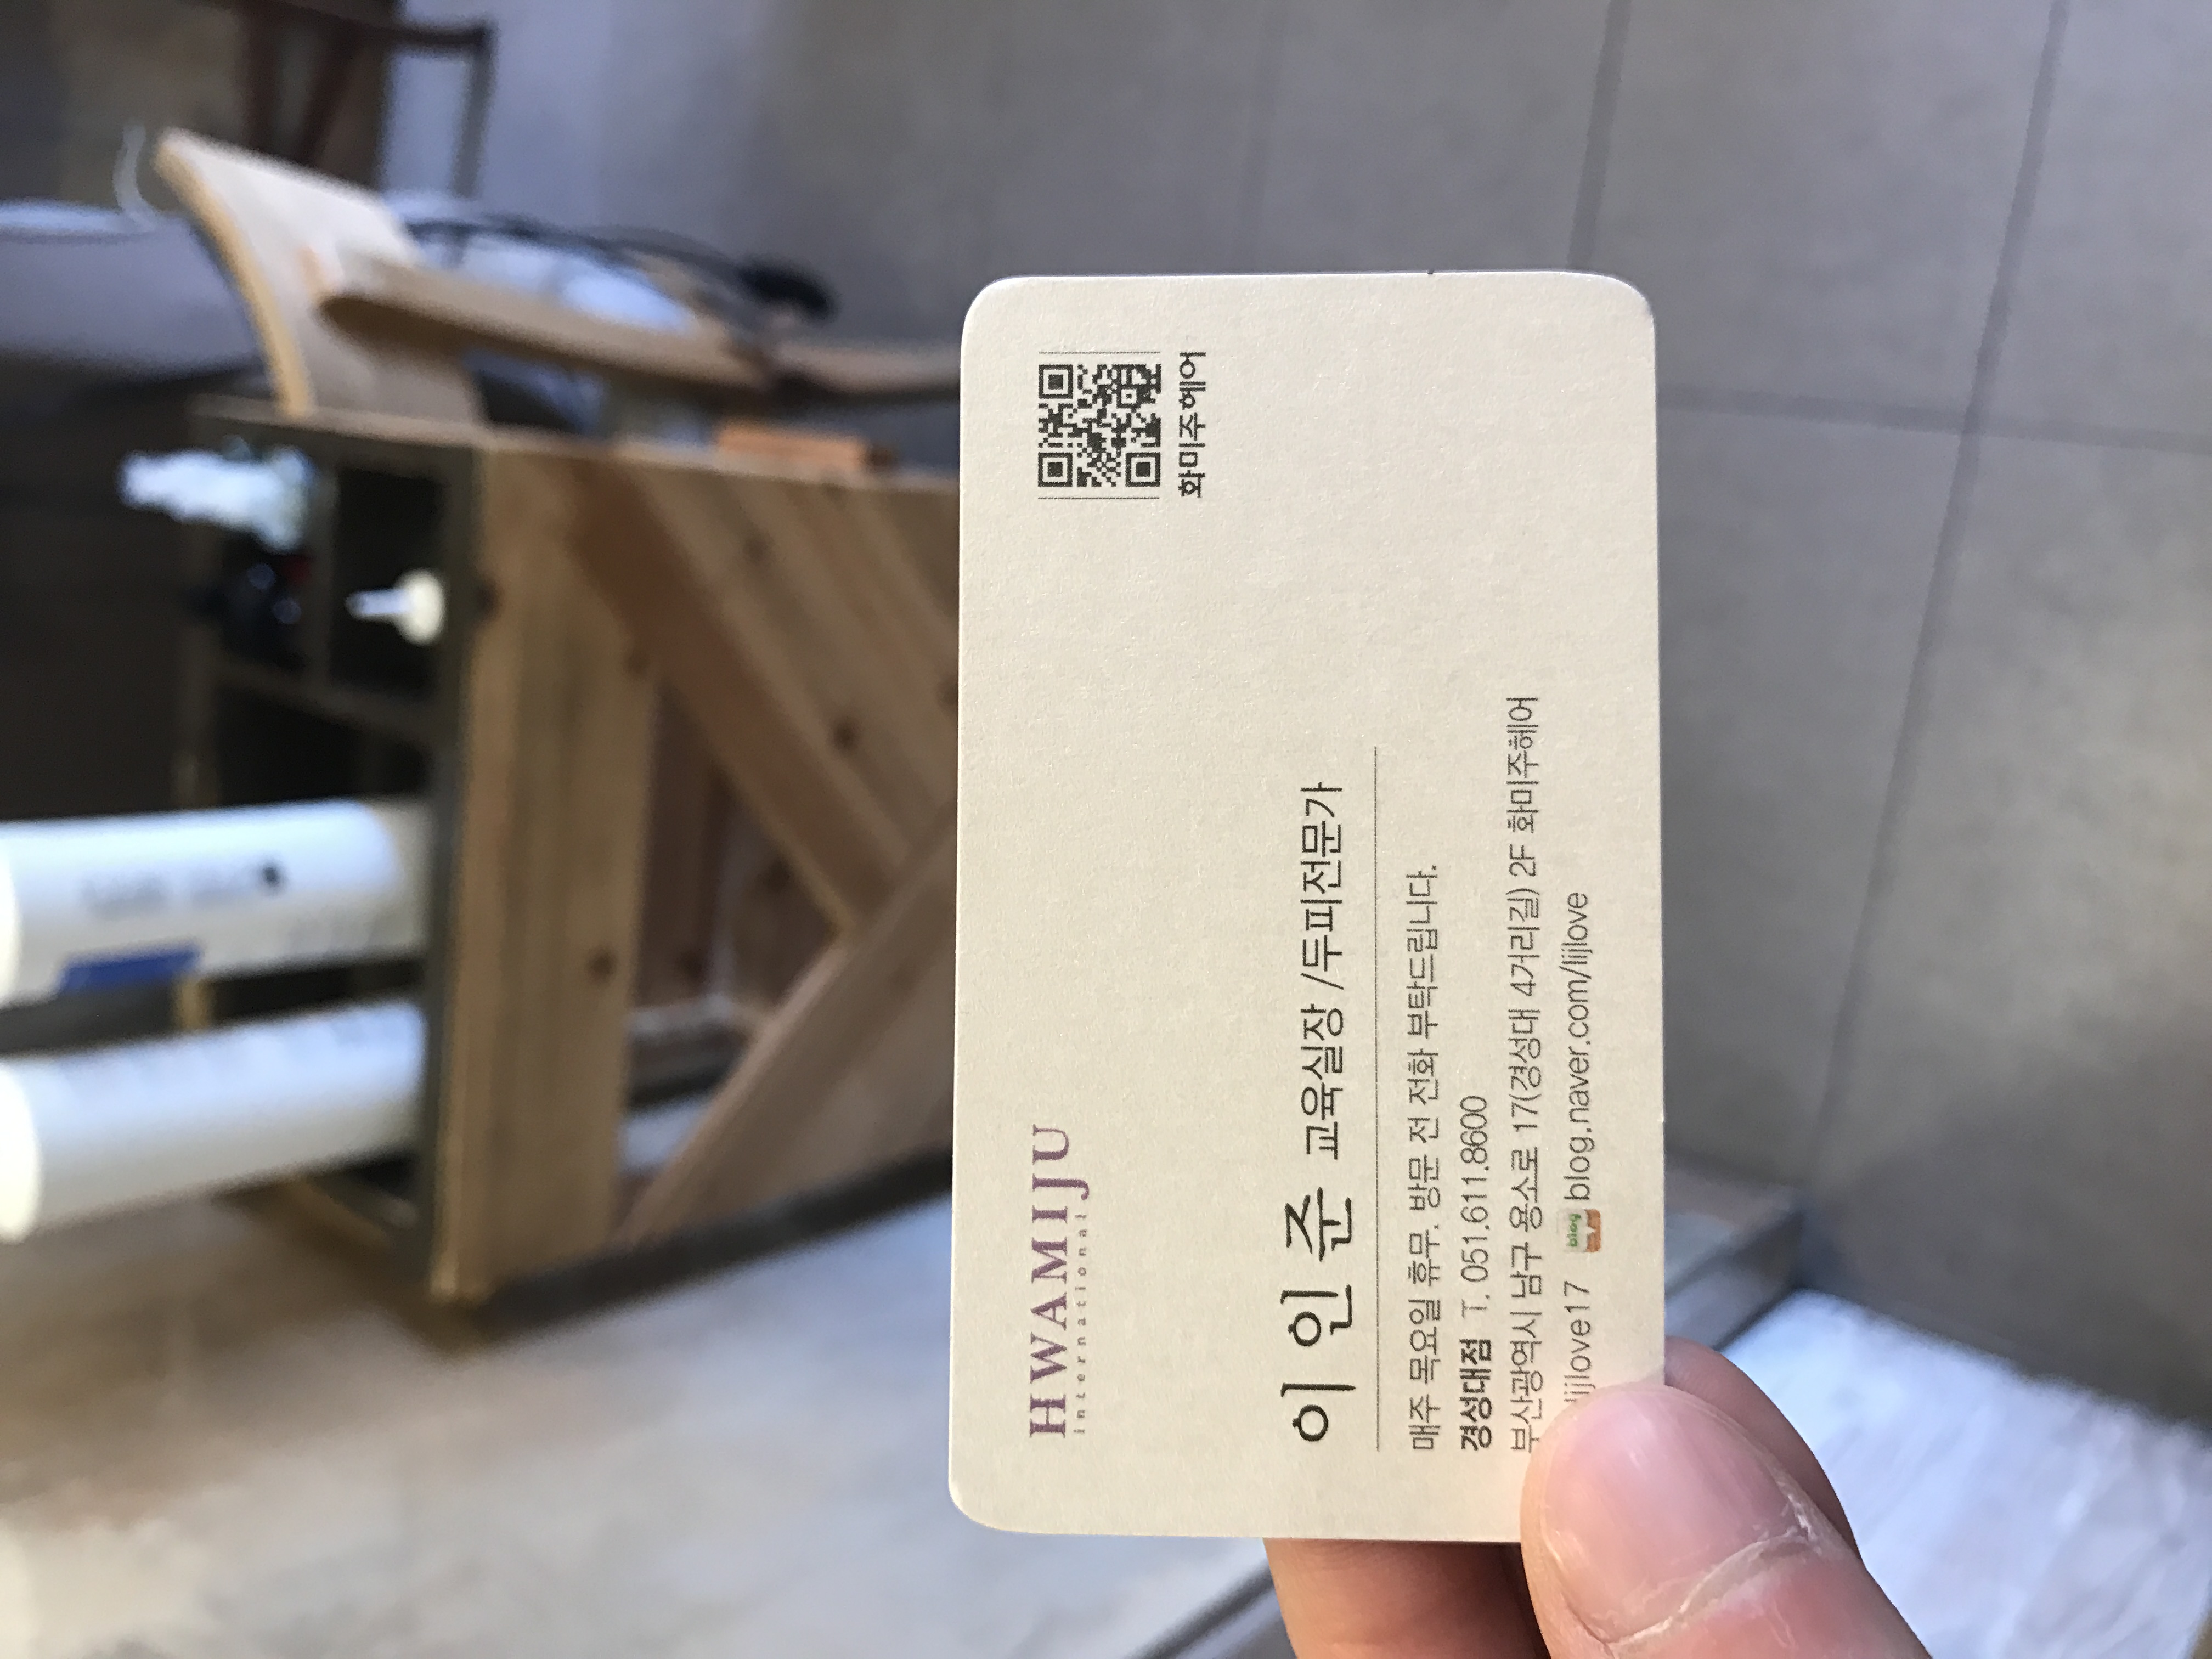 HWAMIJU
International
화미주헤어
이인준 교육실장 /두피전문가
매주 목요일 휴무. 방문 전 전화 부탁드립니다.
경성대점 T. 051.611.8600
부산광역시 남구 용소로 17(경성대 4거리길) 2F 화미주헤어
lijlove17 blog blog.naver.com/lijlove